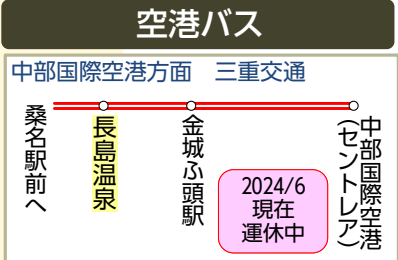 空港バス
中部国際空港方面　三重交通
桑名駅前へ
長島温泉
金城ふ頭駅
中部国際空港
(セントレア)
2024/6
現在
運休中